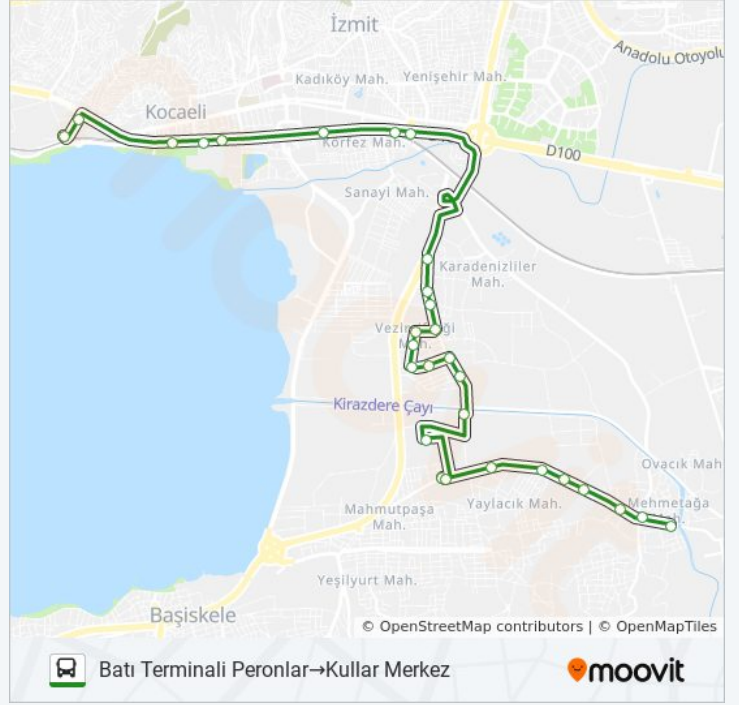 İzmit
Anadolu Otoyolu
Kadıköy Mah.
Yenişehir Mah.
Kocaeli
Körfez Mah.
D100
Sanayi Mah.
Karadenizliler
Mah.
Kirazdere Çayı
Ovacık Mah
Mahmutpaşa
Mah.
Yaylacık Mah.
Mehmetağa
Yeşilyurt Mah.
Başiskele
© OpenStreetMap contributors | © OpenMapTiles
Batı Terminali Peronlar→Kullar Merkez
moovit